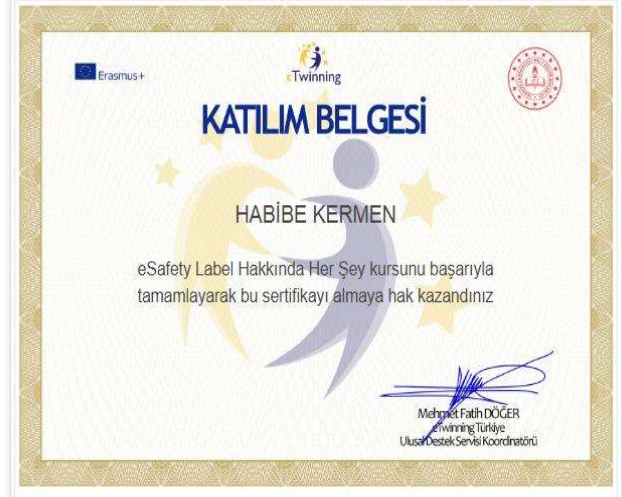 Erasmus+
eTwinning
KATILIM BELGESİ
HABİBE KERMEN
eSafety Label Hakkında Her Şey kursunu başarıyla
tamamlayarak bu sertifikayı almaya hak kazandınız
Mehmet Fatih DÖĞER
eTwinning Türkiye
Ulusal Destek Servisi Koordinatörü